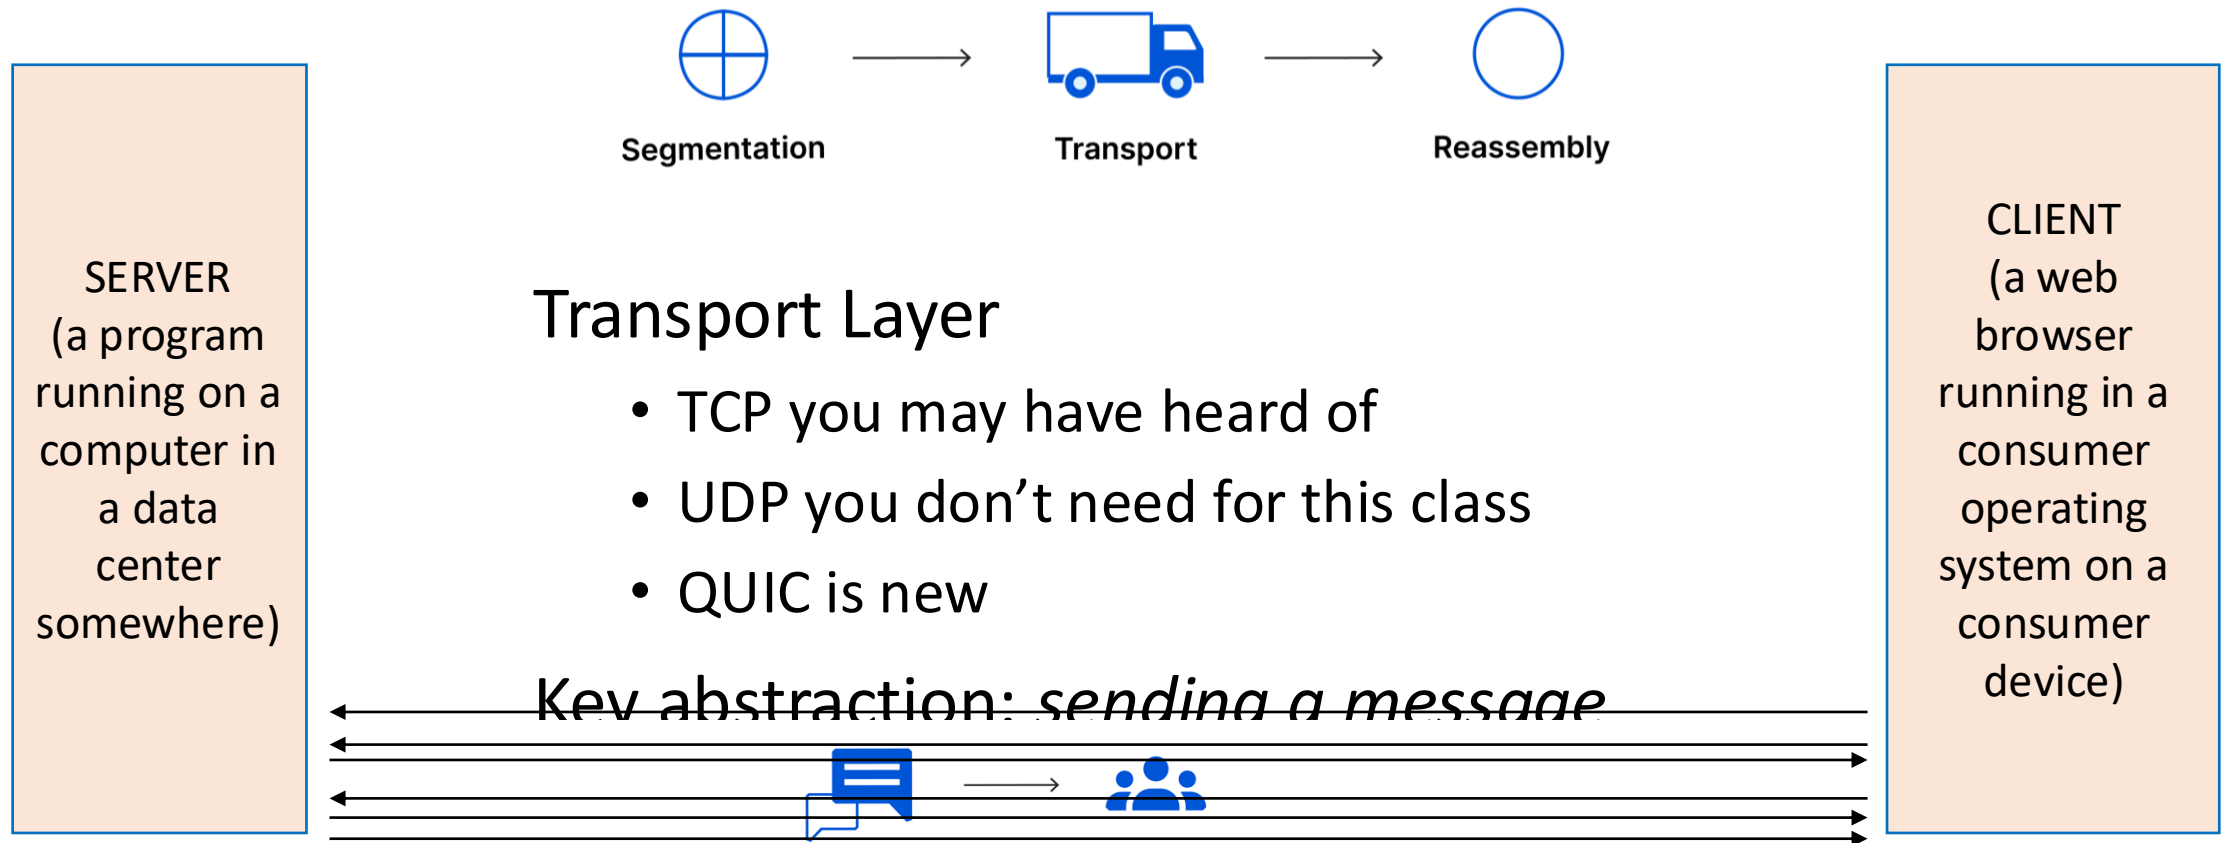 Segmentation
Transport
Reassembly
SERVER
(a program
running on a
computer in
a data
center
somewhere)
Transport Layer
• TCP you may have heard of
• UDP you don’t need for this class
• QUIC is new
Key abstraction: sending a message
CLIENT
(a web
browser
running in a
consumer
operating
system on a
consumer
device)